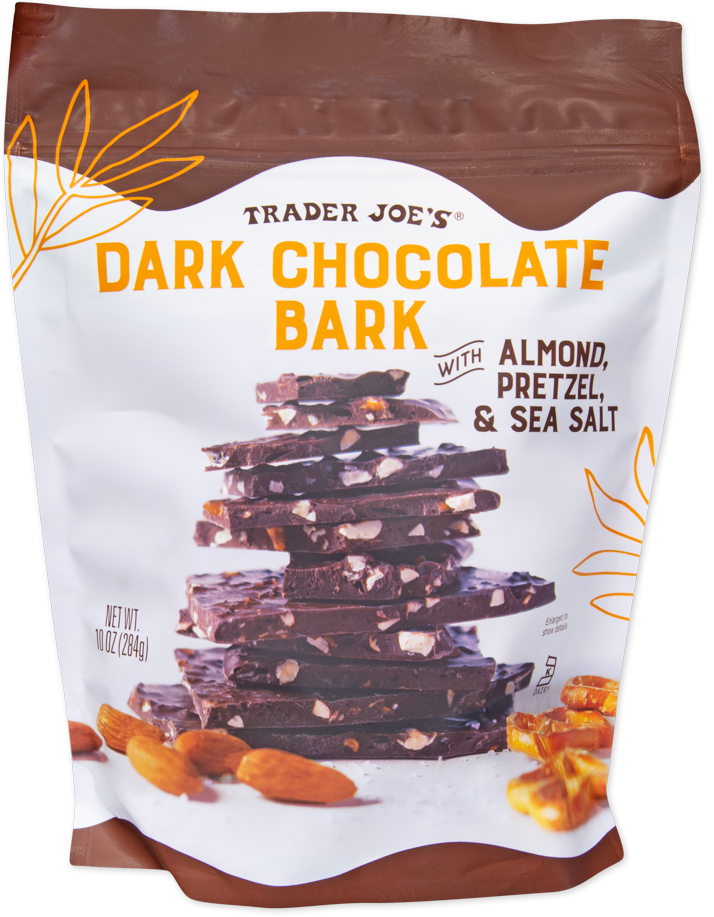 TRADER JOE'S®
DARK CHOCOLATE
BARK
WITH ALMOND,
PRETZEL,
& SEA SALT
NET WT.
10 OZ (284g)
Enlarged to
show details
K
DAIRY